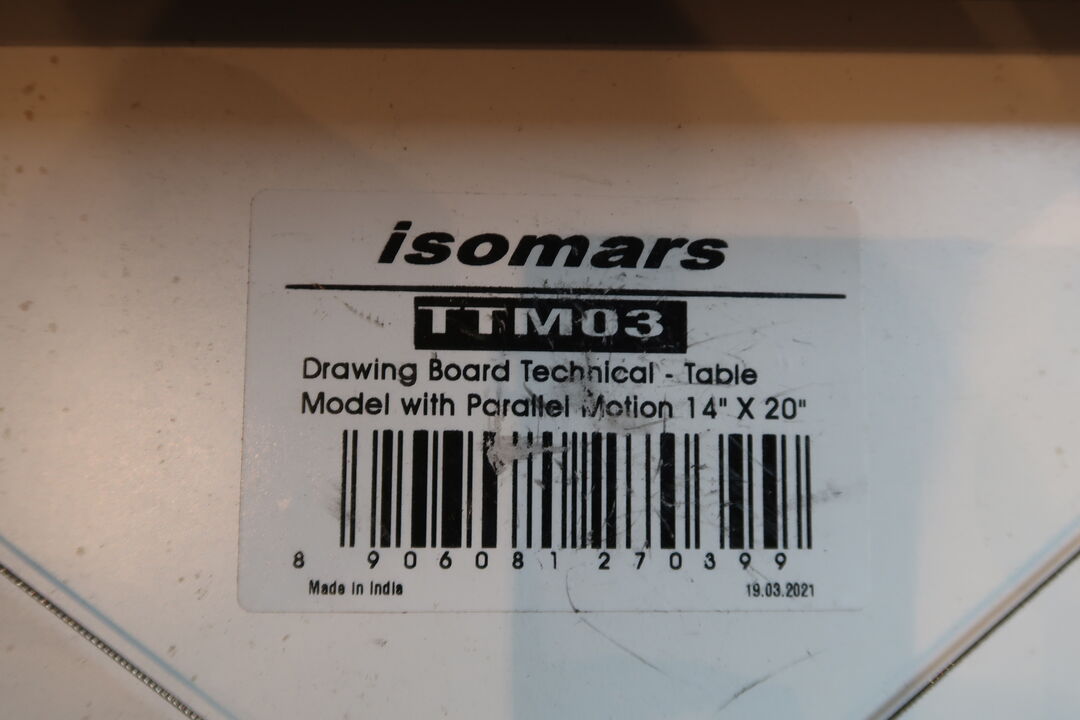 isomars
TTM03
Drawing Board Technical - Table
Model with Parallel Motion 14" X 20"
8 906081 270399
Made in India 19.03.2021